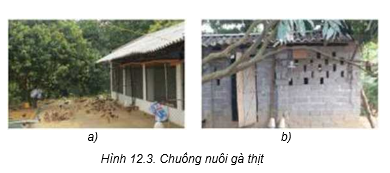 a)
b)
Hình 12.3. Chuồng nuôi gà thịt